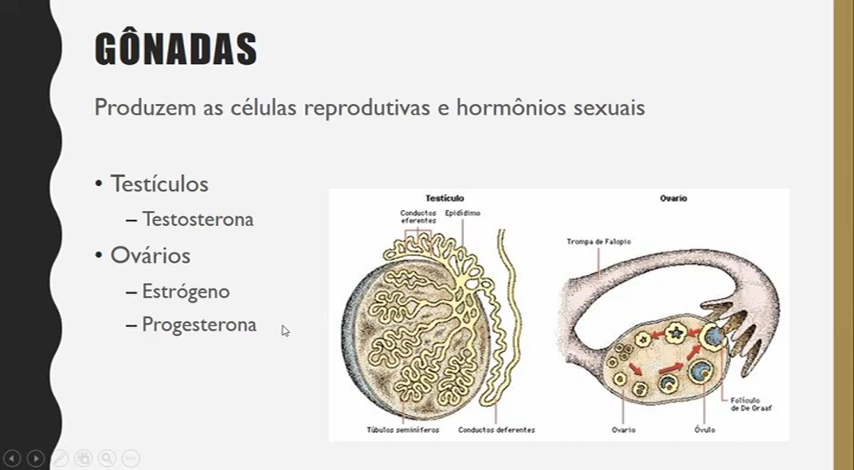 GÔNADAS
Produzem as células reprodutivas e hormônios sexuais
• Testículos
– Testosterona
• Ovários
– Estrógeno
– Progesterona
Testículo
Conductos
eferentes
Epidídimo
Túbulos seminíferos
Conductos deferentes
Ovario
Trompa de Falopio
Folículo
de De Graaf
Ovario
Óvulo